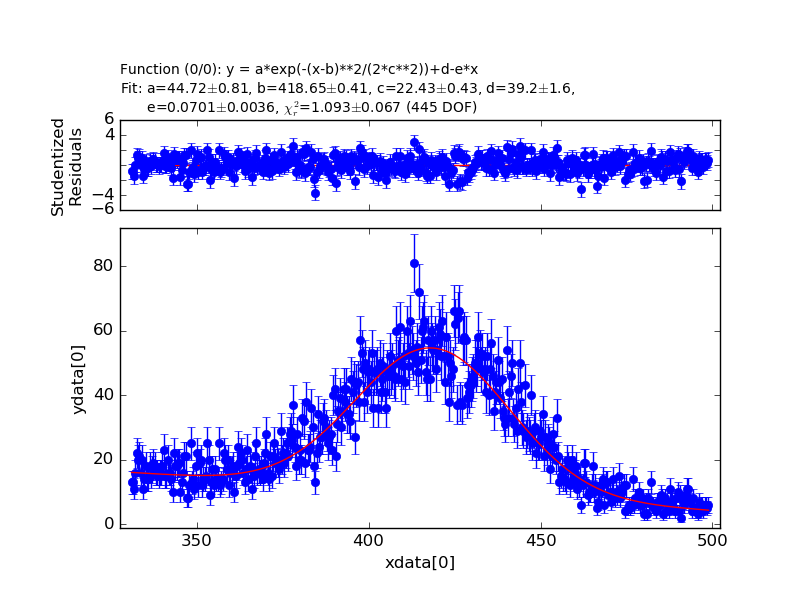 Function (0/0): y = a*exp(-(x-b)**2/(2*c**2))+d-e*x
Fit: a=44.72±0.81, b=418.65±0.41, c=22.43±0.43, d=39.2±1.6,
e=0.0701±0.0036, χ²ᵣ=1.093±0.067 (445 DOF)
Studentized
Residuals
6
4
−4
−6
ydata[0]
80
60
40
20
0
350 400 450 500
xdata[0]